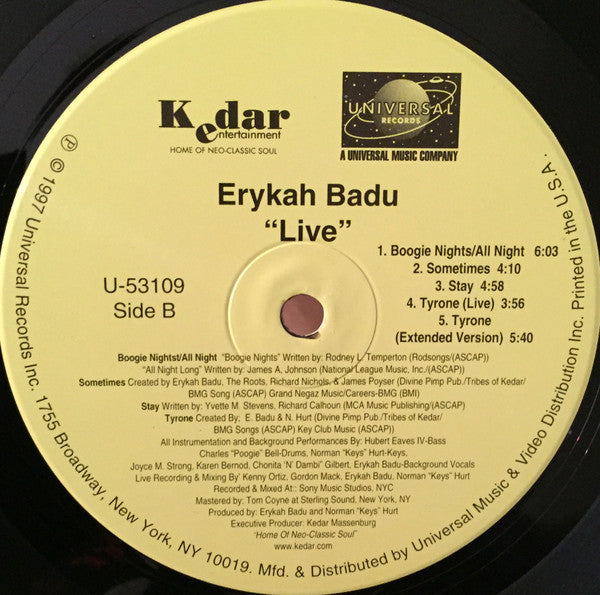 Kedar
entertainment
HOME OF NEO-CLASSIC SOUL
UNIVERSAL
RECORDS
A UNIVERSAL MUSIC COMPANY
Erykah Badu
“Live”
U-53109
Side B
1. Boogie Nights/All Night 6:03
2. Sometimes 4:10
3. Stay 4:58
4. Tyrone (Live) 3:56
5. Tyrone
(Extended Version) 5:40
Boogie Nightst/All Night "Boogie Nights" Written by: Rodney L. Temperton (Rodsongs/(ASCAP))
"All Night Long" Written by: James A. Johnson (National League Music, Inc./(ASCAP))
Sometimes Created by Erykah Badu, The Roots, Richard Nichols, & James Poyser (Divine Pimp Pub./Tribes of Kedar/
BMG Song (ASCAP) Grand Negaz Music/Careers-BMG (BMI)
Stay Written by: Yvette M. Stevens, Richard Calhoun (MCA Music Publishing/(ASCAP)
Tyrone Created By; E. Badu & N. Hurt (Divine Pimp Pub./Tribes of Kedar/
BMG Songs (ASCAP) Key Club Music (ASCAP))
All Instrumentation and Background Performances By: Hubert Eaves IV-Bass
Charles "Poogie" Bell-Drums, Norman "Keys" Hurt-Keys,
Joyce M. Strong, Karen Bernod, Chonita 'N' Dambi" Gilbert, Erykah Badu-Background Vocals
Live Recording & Mixing By' Kenny Ortiz, Gordon Mack, Erykah Badu, Norman "Keys" Hurt
Recorded & Mixed At:: Sony Music Studios, NYC
Mastered by: Tom Coyne at Sterling Sound, New York, NY
Produced by: Erykah Badu and Norman "Keys" Hurt
Executive Producer: Kedar Massenburg
"Home Of Neo-Classic Soul"
www.kedar.com
℗ © 1997 Universal Records Inc. 1755 Broadway, New York, NY 10019. Mfd. & Distributed by Universal Music & Video Distribution Inc. Printed in the U.S.A.